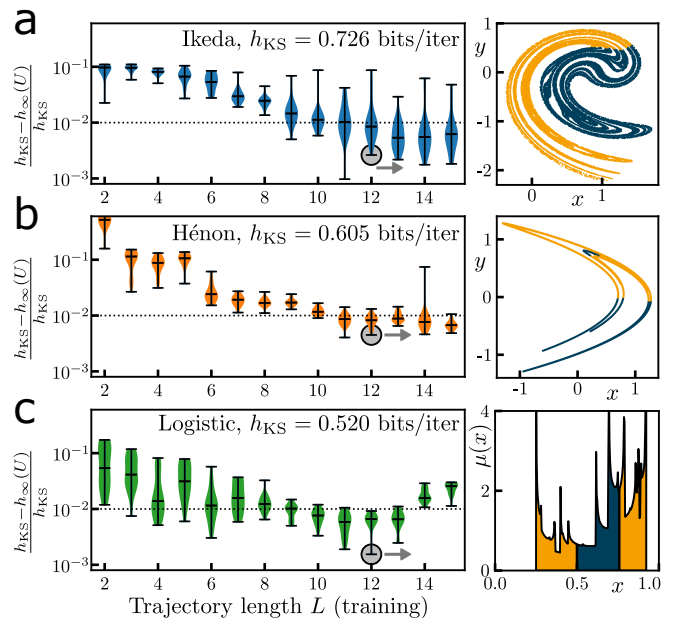 a
Ikeda, h_KS = 0.726 bits/iter
(h_KS − h_∞(U)) / h_KS
10⁻¹
10⁻²
10⁻³
2 4 6 8 10 12 14
1
y
0
-1
-2
0 1
x
b
Hénon, h_KS = 0.605 bits/iter
(h_KS − h_∞(U)) / h_KS
10⁻¹
10⁻²
10⁻³
2 4 6 8 10 12 14
y
1
0
-1
-1 0 1
x
c
Logistic, h_KS = 0.520 bits/iter
(h_KS − h_∞(U)) / h_KS
10⁻¹
10⁻²
10⁻³
2 4 6 8 10 12 14
Trajectory length L (training)
μ(x)
4
2
0
0.0 0.5 1.0
x